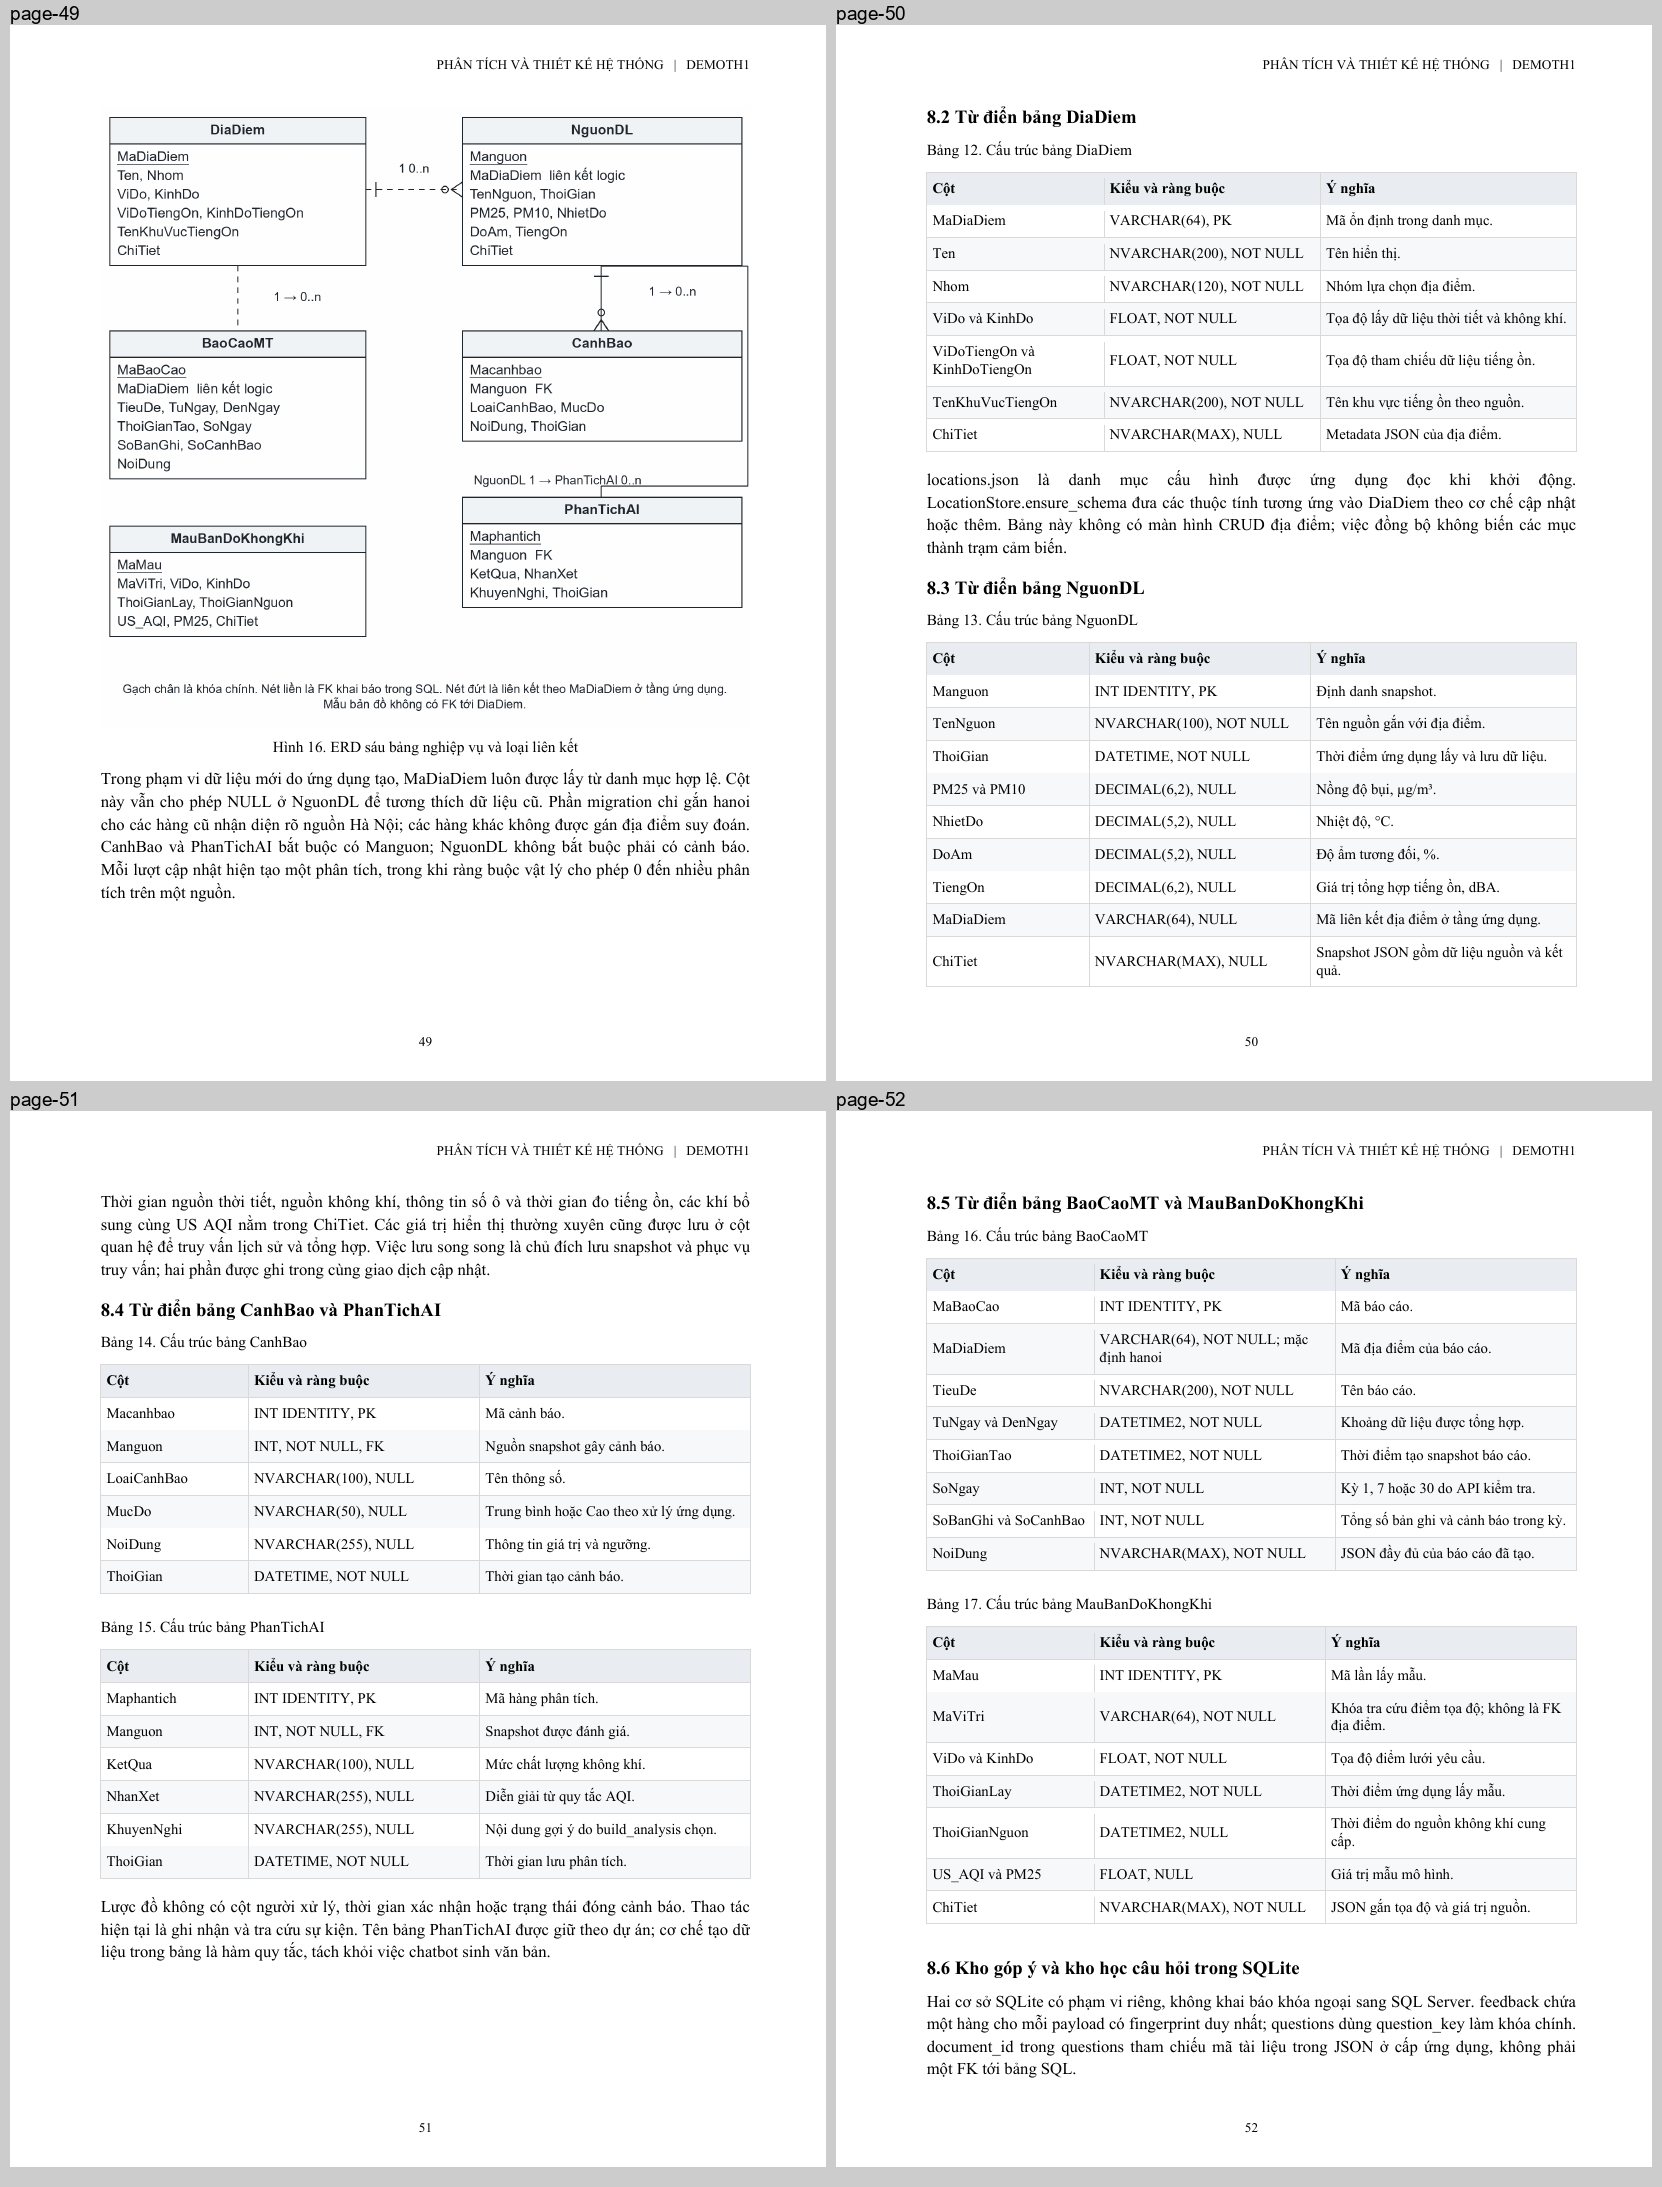 page-49
PHÂN TÍCH VÀ THIẾT KẾ HỆ THỐNG | DEMOTH1
DiaDiem
MaDiaDiem
Ten, Nhom
ViDo, KinhDo
ViDoTiengOn, KinhDoTiengOn
TenKhuVucTiengOn
ChiTiet
1 0..n
NguonDL
Manguon
MaDiaDiem liên kết logic
TenNguon, ThoiGian
PM25, PM10, NhietDo
DoAm, TiengOn
ChiTiet
1 → 0..n
1 → 0..n
BaoCaoMT
MaBaoCao
MaDiaDiem liên kết logic
TieuDe, TuNgay, DenNgay
ThoiGianTao, SoNgay
SoBanGhi, SoCanhBao
NoiDung
CanhBao
Macanhbao
Manguon FK
LoaiCanhBao, MucDo
NoiDung, ThoiGian
NguonDL 1 → PhanTichAI 0..n
PhanTichAI
Maphantich
Manguon FK
KetQua, NhanXet
KhuyenNghi, ThoiGian
MauBanDoKhongKhi
MaMau
MaViTri, ViDo, KinhDo
ThoiGianLay, ThoiGianNguon
US_AQI, PM25, ChiTiet
Gạch chân là khóa chính. Nét liền là FK khai báo trong SQL. Nét đứt là liên kết theo MaDiaDiem ở tầng ứng dụng.
Mẫu bản đồ không có FK tới DiaDiem.
Hình 16. ERD sáu bảng nghiệp vụ và loại liên kết
Trong phạm vi dữ liệu mới do ứng dụng tạo, MaDiaDiem luôn được lấy từ danh mục hợp lệ. Cột
này vẫn cho phép NULL ở NguonDL để tương thích dữ liệu cũ. Phần migration chỉ gắn hanoi
cho các hàng cũ nhận diện rõ nguồn Hà Nội; các hàng khác không được gán địa điểm suy đoán.
CanhBao và PhanTichAI bắt buộc có Manguon; NguonDL không bắt buộc phải có cảnh báo.
Mỗi lượt cập nhật hiện tạo một phân tích, trong khi ràng buộc vật lý cho phép 0 đến nhiều phân
tích trên một nguồn.
49
page-50
PHÂN TÍCH VÀ THIẾT KẾ HỆ THỐNG | DEMOTH1
8.2 Từ điển bảng DiaDiem
Bảng 12. Cấu trúc bảng DiaDiem
Cột Kiểu và ràng buộc Ý nghĩa
MaDiaDiem VARCHAR(64), PK Mã ổn định trong danh mục.
Ten NVARCHAR(200), NOT NULL Tên hiển thị.
Nhom NVARCHAR(120), NOT NULL Nhóm lựa chọn địa điểm.
ViDo và KinhDo FLOAT, NOT NULL Tọa độ lấy dữ liệu thời tiết và không khí.
ViDoTiengOn và
KinhDoTiengOn FLOAT, NOT NULL Tọa độ tham chiếu dữ liệu tiếng ồn.
TenKhuVucTiengOn NVARCHAR(200), NOT NULL Tên khu vực tiếng ồn theo nguồn.
ChiTiet NVARCHAR(MAX), NULL Metadata JSON của địa điểm.
locations.json là danh mục cấu hình được ứng dụng đọc khi khởi động.
LocationStore.ensure_schema đưa các thuộc tính tương ứng vào DiaDiem theo cơ chế cập nhật
hoặc thêm. Bảng này không có màn hình CRUD địa điểm; việc đồng bộ không biến các mục
thành trạm cảm biến.
8.3 Từ điển bảng NguonDL
Bảng 13. Cấu trúc bảng NguonDL
Cột Kiểu và ràng buộc Ý nghĩa
Manguon INT IDENTITY, PK Định danh snapshot.
TenNguon NVARCHAR(100), NOT NULL Tên nguồn gắn với địa điểm.
ThoiGian DATETIME, NOT NULL Thời điểm ứng dụng lấy và lưu dữ liệu.
PM25 và PM10 DECIMAL(6,2), NULL Nồng độ bụi, µg/m³.
NhietDo DECIMAL(5,2), NULL Nhiệt độ, °C.
DoAm DECIMAL(5,2), NULL Độ ẩm tương đối, %.
TiengOn DECIMAL(6,2), NULL Giá trị tổng hợp tiếng ồn, dBA.
MaDiaDiem VARCHAR(64), NULL Mã liên kết địa điểm ở tầng ứng dụng.
ChiTiet NVARCHAR(MAX), NULL Snapshot JSON gồm dữ liệu nguồn và kết
quả.
50
page-51
PHÂN TÍCH VÀ THIẾT KẾ HỆ THỐNG | DEMOTH1
Thời gian nguồn thời tiết, nguồn không khí, thông tin số ô và thời gian đo tiếng ồn, các khí bổ
sung cùng US AQI nằm trong ChiTiet. Các giá trị hiển thị thường xuyên cũng được lưu ở cột
quan hệ để truy vấn lịch sử và tổng hợp. Việc lưu song song là chủ đích lưu snapshot và phục vụ
truy vấn; hai phần được ghi trong cùng giao dịch cập nhật.
8.4 Từ điển bảng CanhBao và PhanTichAI
Bảng 14. Cấu trúc bảng CanhBao
Cột Kiểu và ràng buộc Ý nghĩa
Macanhbao INT IDENTITY, PK Mã cảnh báo.
Manguon INT, NOT NULL, FK Nguồn snapshot gây cảnh báo.
LoaiCanhBao NVARCHAR(100), NULL Tên thông số.
MucDo NVARCHAR(50), NULL Trung bình hoặc Cao theo xử lý ứng dụng.
NoiDung NVARCHAR(255), NULL Thông tin giá trị và ngưỡng.
ThoiGian DATETIME, NOT NULL Thời gian tạo cảnh báo.
Bảng 15. Cấu trúc bảng PhanTichAI
Cột Kiểu và ràng buộc Ý nghĩa
Maphantich INT IDENTITY, PK Mã hàng phân tích.
Manguon INT, NOT NULL, FK Snapshot được đánh giá.
KetQua NVARCHAR(100), NULL Mức chất lượng không khí.
NhanXet NVARCHAR(255), NULL Diễn giải từ quy tắc AQI.
KhuyenNghi NVARCHAR(255), NULL Nội dung gợi ý do build_analysis chọn.
ThoiGian DATETIME, NOT NULL Thời gian lưu phân tích.
Lược đồ không có cột người xử lý, thời gian xác nhận hoặc trạng thái đóng cảnh báo. Thao tác
hiện tại là ghi nhận và tra cứu sự kiện. Tên bảng PhanTichAI được giữ theo dự án; cơ chế tạo dữ
liệu trong bảng là hàm quy tắc, tách khỏi việc chatbot sinh văn bản.
51
page-52
PHÂN TÍCH VÀ THIẾT KẾ HỆ THỐNG | DEMOTH1
8.5 Từ điển bảng BaoCaoMT và MauBanDoKhongKhi
Bảng 16. Cấu trúc bảng BaoCaoMT
Cột Kiểu và ràng buộc Ý nghĩa
MaBaoCao INT IDENTITY, PK Mã báo cáo.
MaDiaDiem VARCHAR(64), NOT NULL; mặc
định hanoi Mã địa điểm của báo cáo.
TieuDe NVARCHAR(200), NOT NULL Tên báo cáo.
TuNgay và DenNgay DATETIME2, NOT NULL Khoảng dữ liệu được tổng hợp.
ThoiGianTao DATETIME2, NOT NULL Thời điểm tạo snapshot báo cáo.
SoNgay INT, NOT NULL Kỳ 1, 7 hoặc 30 do API kiểm tra.
SoBanGhi và SoCanhBao INT, NOT NULL Tổng số bản ghi và cảnh báo trong kỳ.
NoiDung NVARCHAR(MAX), NOT NULL JSON đầy đủ của báo cáo đã tạo.
Bảng 17. Cấu trúc bảng MauBanDoKhongKhi
Cột Kiểu và ràng buộc Ý nghĩa
MaMau INT IDENTITY, PK Mã lần lấy mẫu.
MaViTri VARCHAR(64), NOT NULL Khóa tra cứu điểm tọa độ; không là FK
địa điểm.
ViDo và KinhDo FLOAT, NOT NULL Tọa độ điểm lưới yêu cầu.
ThoiGianLay DATETIME2, NOT NULL Thời điểm ứng dụng lấy mẫu.
ThoiGianNguon DATETIME2, NULL Thời điểm do nguồn không khí cung
cấp.
US_AQI và PM25 FLOAT, NULL Giá trị mẫu mô hình.
ChiTiet NVARCHAR(MAX), NOT NULL JSON gắn tọa độ và giá trị nguồn.
8.6 Kho góp ý và kho học câu hỏi trong SQLite
Hai cơ sở SQLite có phạm vi riêng, không khai báo khóa ngoại sang SQL Server. feedback chứa
một hàng cho mỗi payload có fingerprint duy nhất; questions dùng question_key làm khóa chính.
document_id trong questions tham chiếu mã tài liệu trong JSON ở cấp ứng dụng, không phải
một FK tới bảng SQL.
52